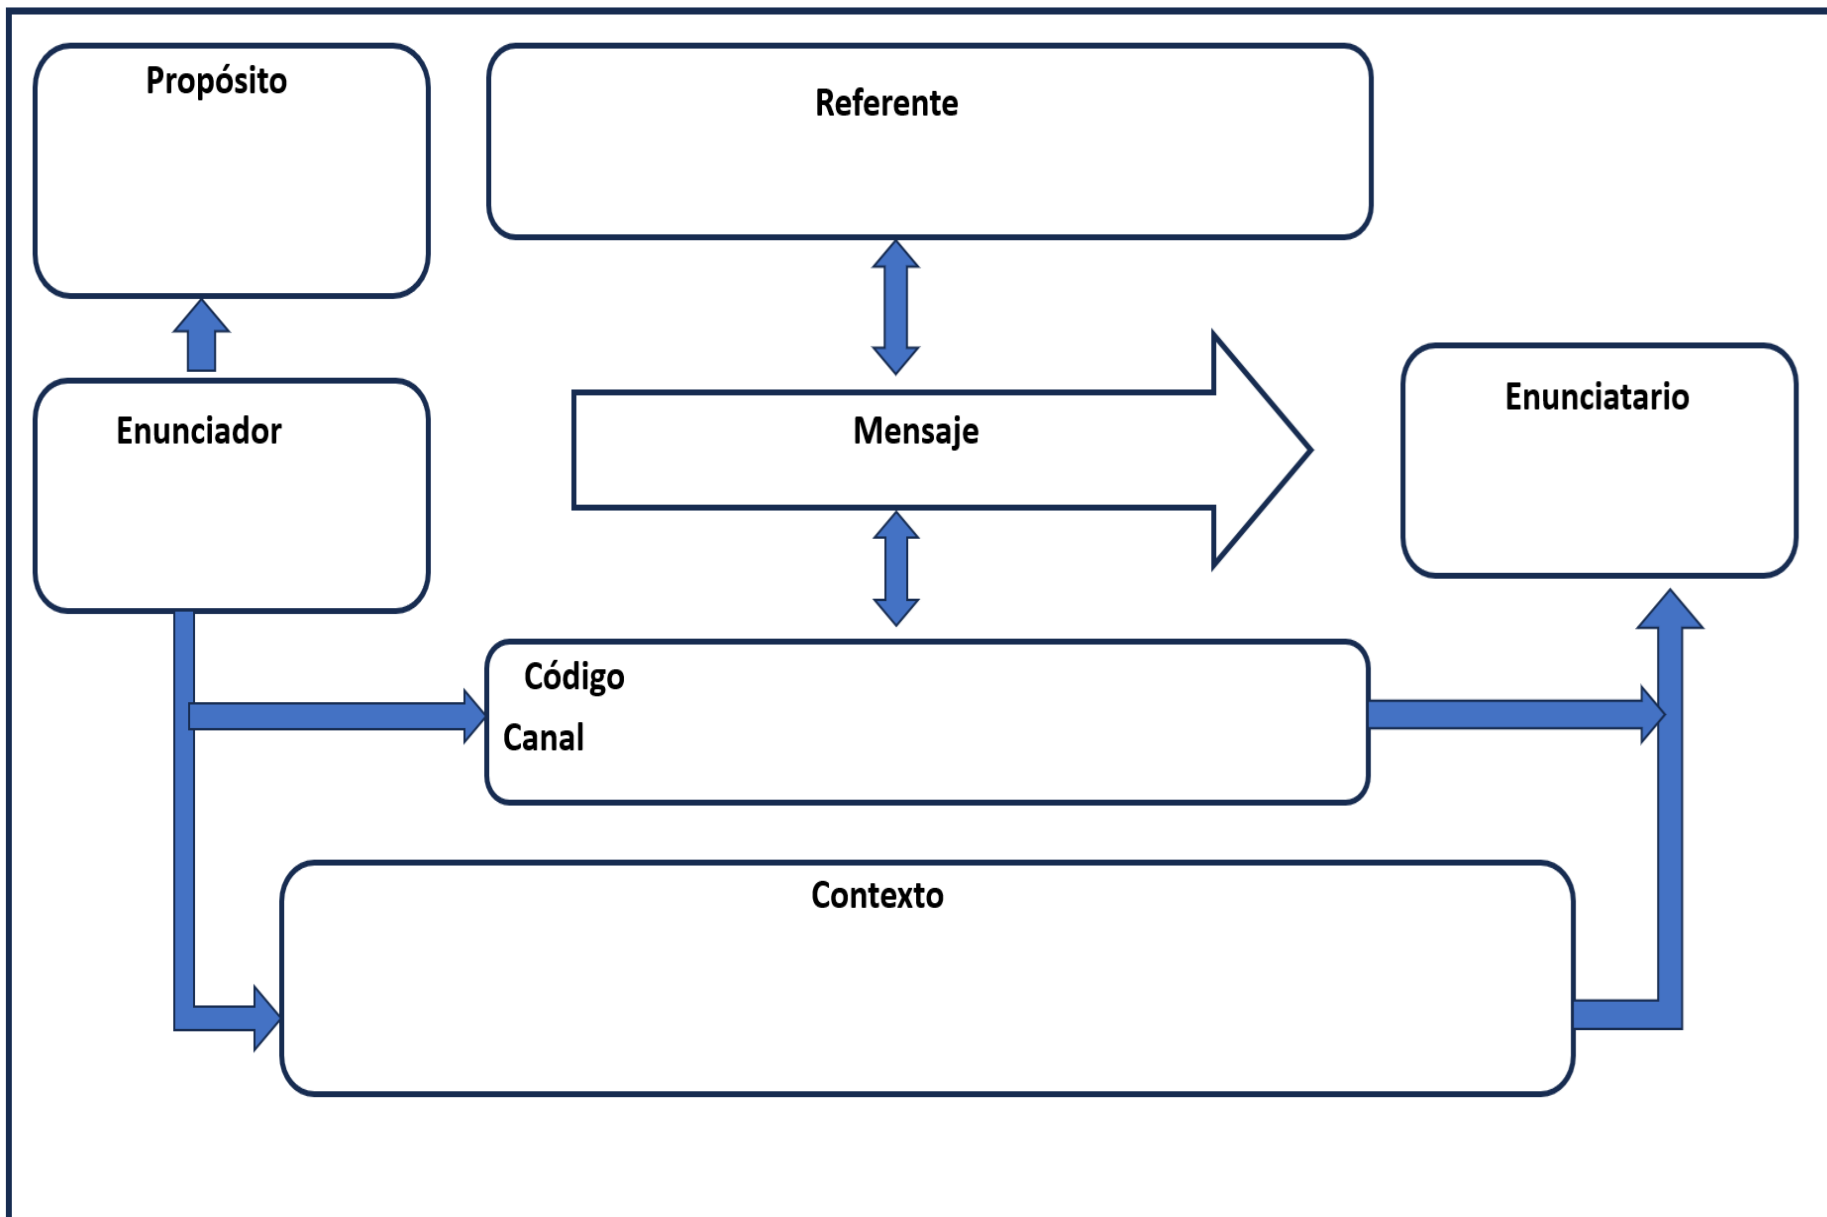 Propósito
Referente
Enunciador
Mensaje
Enunciatario
Código
Canal
Contexto